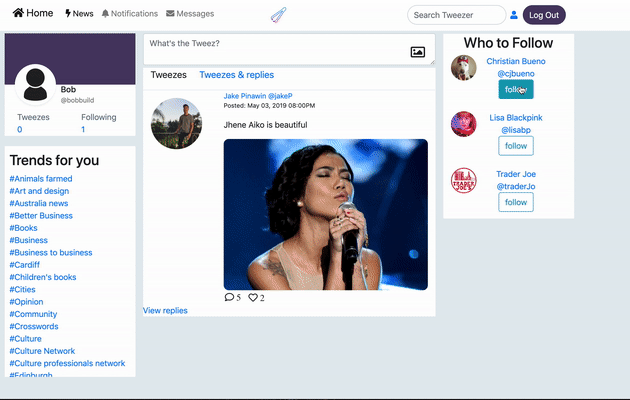 Home
News
Notifications
Messages
Search Tweezer
Log Out
Bob
@bobbuild
Tweezes
Following
0
1
Trends for you
#Animals farmed
#Art and design
#Australia news
#Better Business
#Books
#Business
#Business to business
#Cardiff
#Children's books
#Cities
#Opinion
#Community
#Crosswords
#Culture
#Culture Network
#Culture professionals network
#Edinburgh
What's the Tweez?
Tweezes
Tweezes & replies
Jake Pinawin @jakeP
Posted: May 03, 2019 08:00PM
Jhene Aiko is beautiful
5
2
View replies
Who to Follow
Christian Bueno
@cjbueno
follow
Lisa Blackpink
@lisabp
follow
TRADER JOE'S
Trader Joe
@traderJo
follow